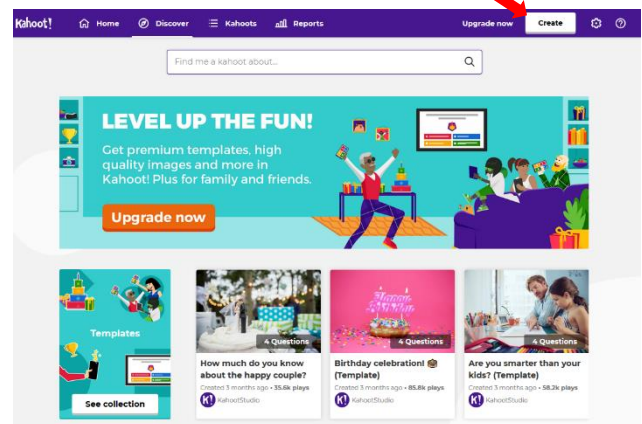 Kahoot! Home Discover Kahoots Reports Upgrade now Create
Find me a kahoot about...
LEVEL UP THE FUN!
Get premium templates, high
quality images and more in
Kahoot! Plus for family and friends.
Upgrade now
Templates
See collection
4 Questions
How much do you know
about the happy couple?
Created 3 months ago • 35.6k plays
K! KahootStudio
Happy
Birthday
4 Questions
Birthday celebration!
(Template)
Created 3 months ago • 85.8k plays
K! KahootStudio
4 Questions
Are you smarter than your
kids? (Template)
Created 3 months ago • 58.2k plays
K! KahootStudio